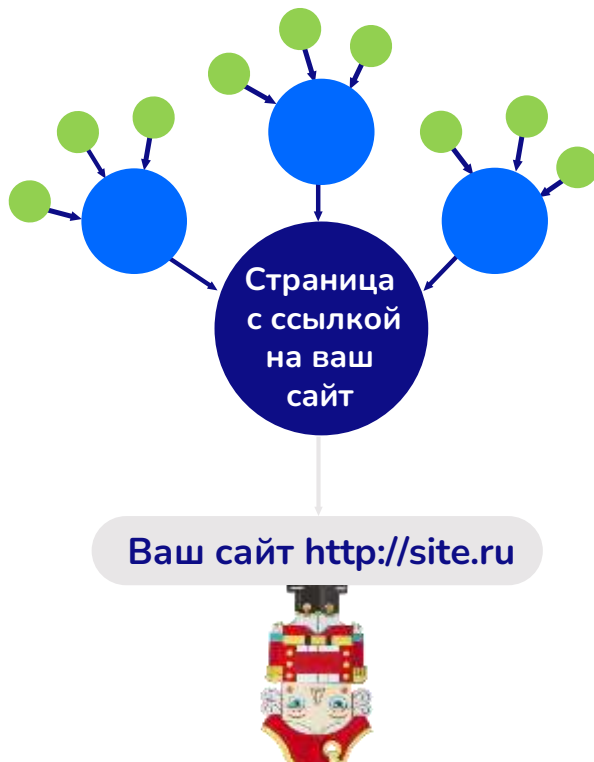 Страница
с ссылкой
на ваш
сайт
Ваш сайт http://site.ru